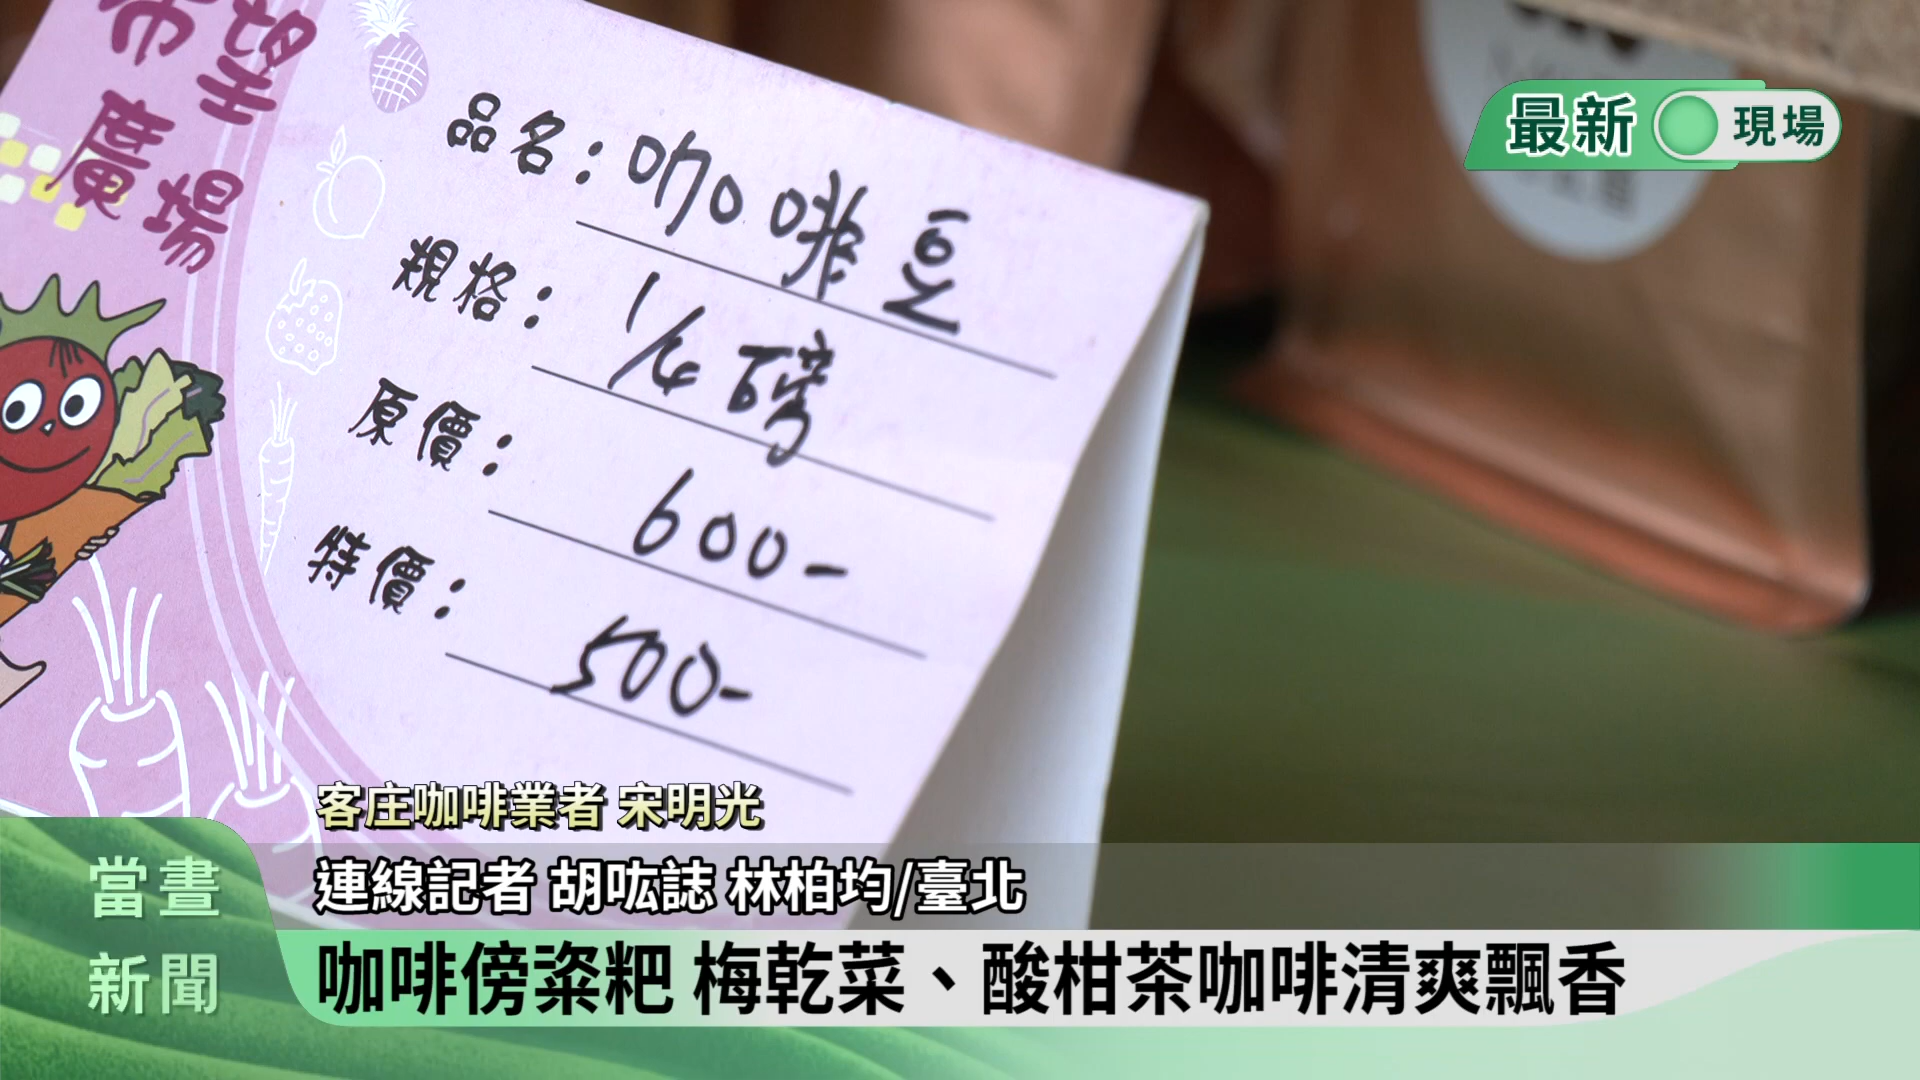 希望
廣場
品名：咖啡豆
規格：1/4磅
原價：600-
特價：500-
最新 現場
客庄咖啡業者 宋明光
連線記者 胡吰誌 林柏均/臺北
當晝
新聞
咖啡傍粢粑 梅乾菜、酸柑茶咖啡清爽飄香